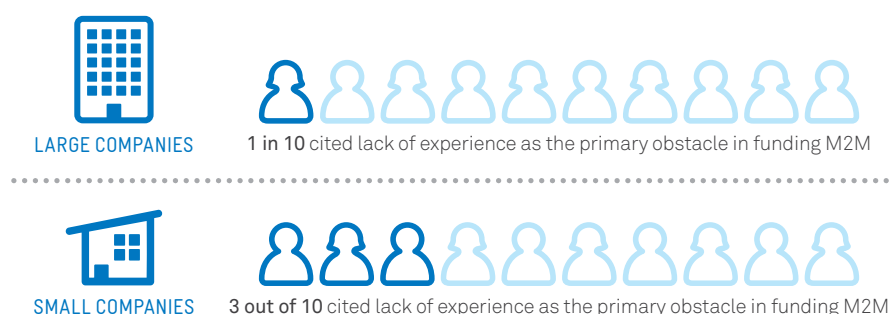 LARGE COMPANIES
1 in 10 cited lack of experience as the primary obstacle in funding M2M
SMALL COMPANIES
3 out of 10 cited lack of experience as the primary obstacle in funding M2M